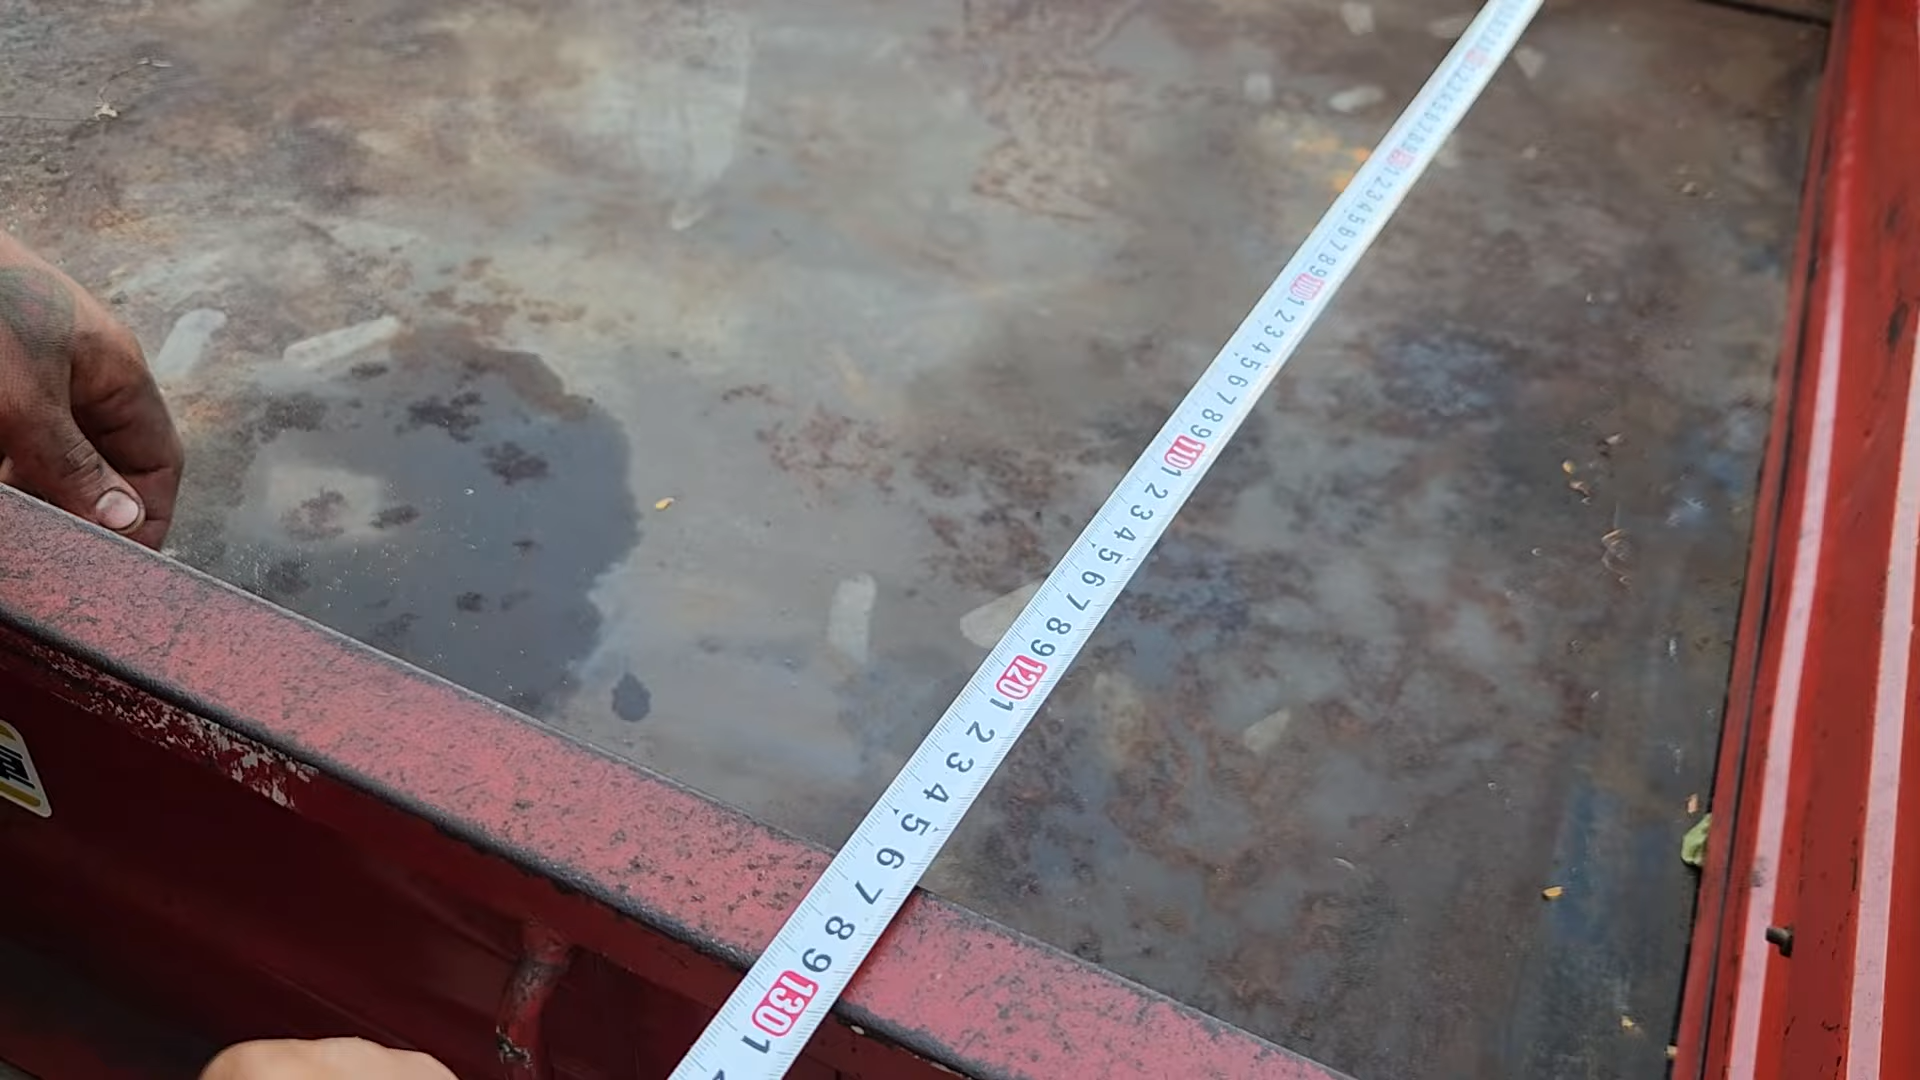 1 2 3 4 5 6 7 8 9 100
1 2 3 4 5 6 7 8 9 110
1 2 3 4 5 6 7 8 9 120
1 2 3 4 5 6 7 8 9 130
1